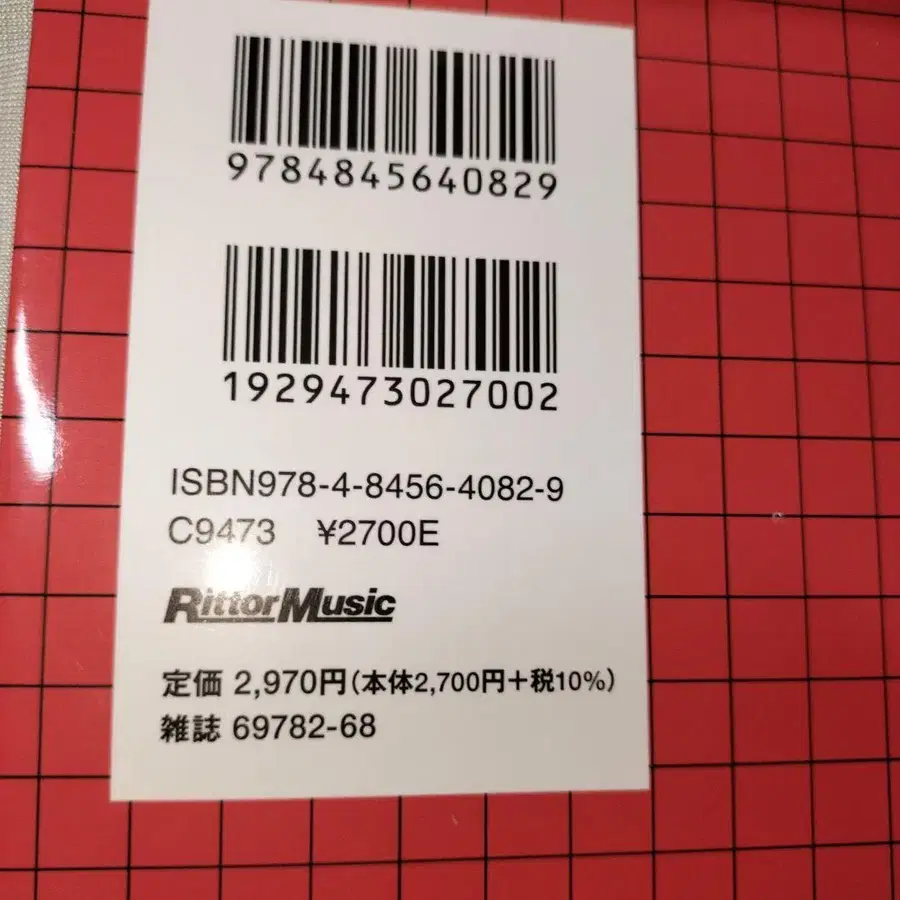 9784845640829
1929473027002
ISBN978-4-8456-4082-9
C9473 ¥2700E
RittorMusic
定価 2,970円(本体2,700円+税10%)
雑誌 69782-68